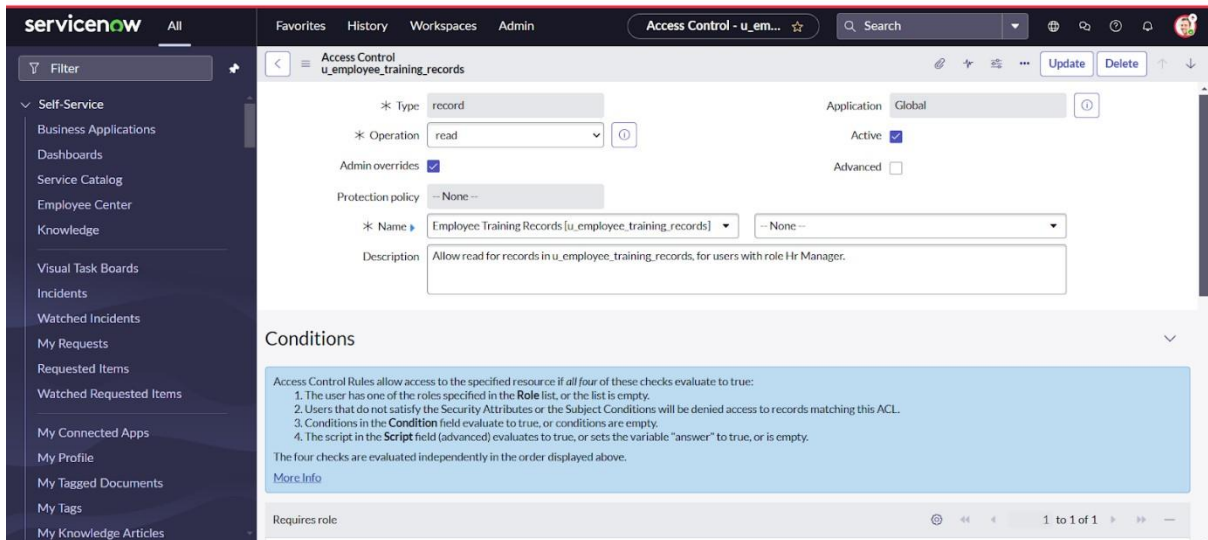 servicenow All Favorites History Workspaces Admin Access Control - u_em... Search
Filter
Access Control
u_employee_training_records
Update Delete
Self-Service
Business Applications
Dashboards
Service Catalog
Employee Center
Knowledge
Visual Task Boards
Incidents
Watched Incidents
My Requests
Requested Items
Watched Requested Items
My Connected Apps
My Profile
My Tagged Documents
My Tags
My Knowledge Articles
Type record
Application Global
Operation read
Active
Admin overrides
Advanced
Protection policy -- None --
Name Employee Training Records [u_employee_training_records] -- None --
Description Allow read for records in u_employee_training_records, for users with role Hr Manager.
Conditions
Access Control Rules allow access to the specified resource if all four of these checks evaluate to true:
1. The user has one of the roles specified in the Role list, or the list is empty.
2. Users that do not satisfy the Security Attributes or the Subject Conditions will be denied access to records matching this ACL.
3. Conditions in the Condition field evaluate to true, or conditions are empty.
4. The script in the Script field (advanced) evaluates to true, or sets the variable "answer" to true, or is empty.
The four checks are evaluated independently in the order displayed above.
More Info
Requires role 1 to 1 of 1